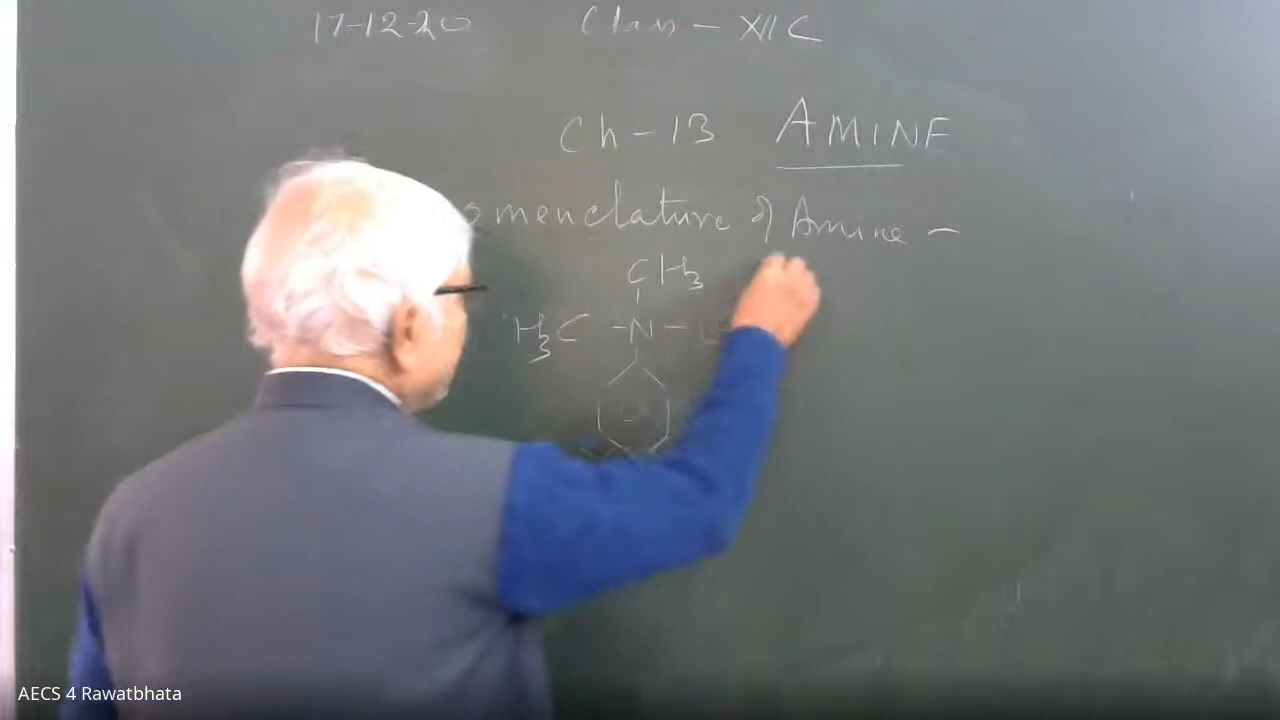 17-12-20 Class - XII C
Ch-13 AMINE
omenclature of Amine -
CH3
H3C - N -
AECS 4 Rawatbhata